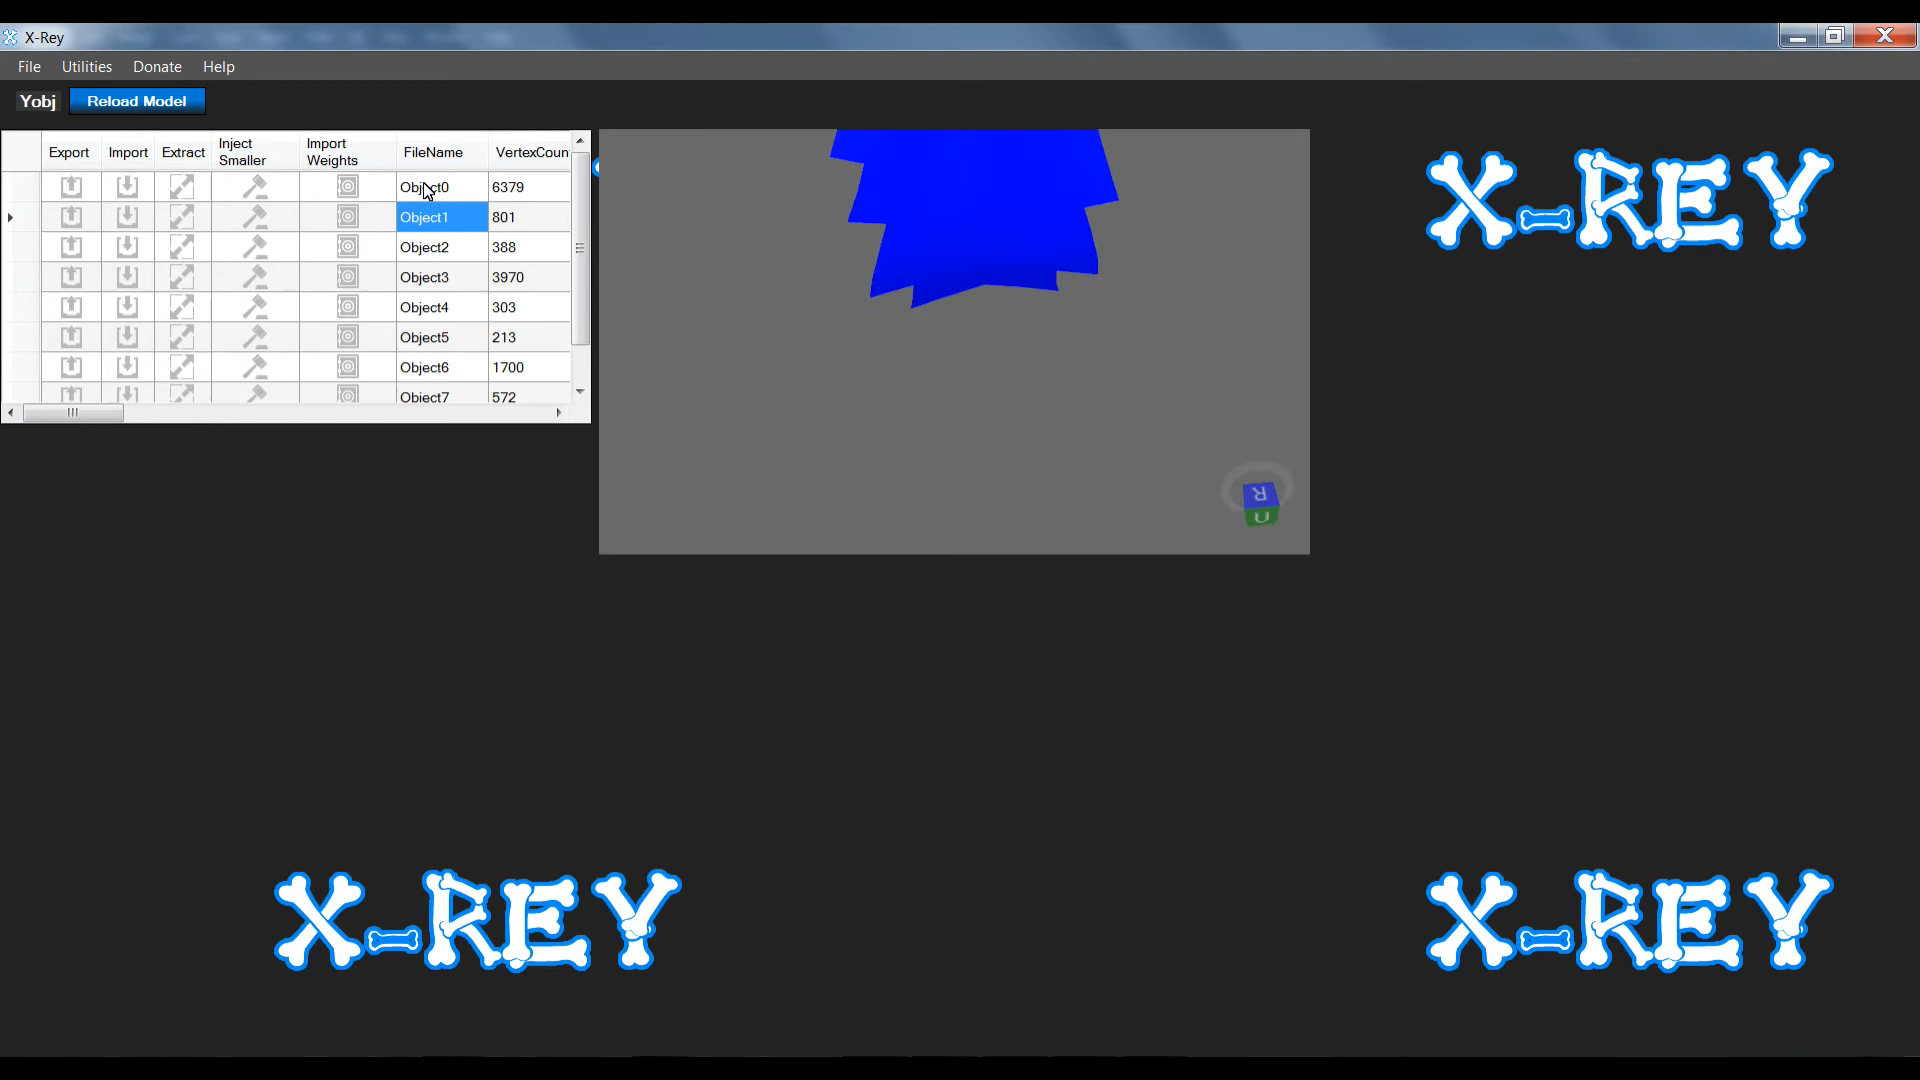 X-Rey
File Utilities Donate Help
Yobj Reload Model
Export Import Extract Inject Smaller Import Weights FileName VertexCoun
Object0 6379
Object1 801
Object2 388
Object3 3970
Object4 303
Object5 213
Object6 1700
Object7 572
R
U
X-REY
X-REY
X-REY